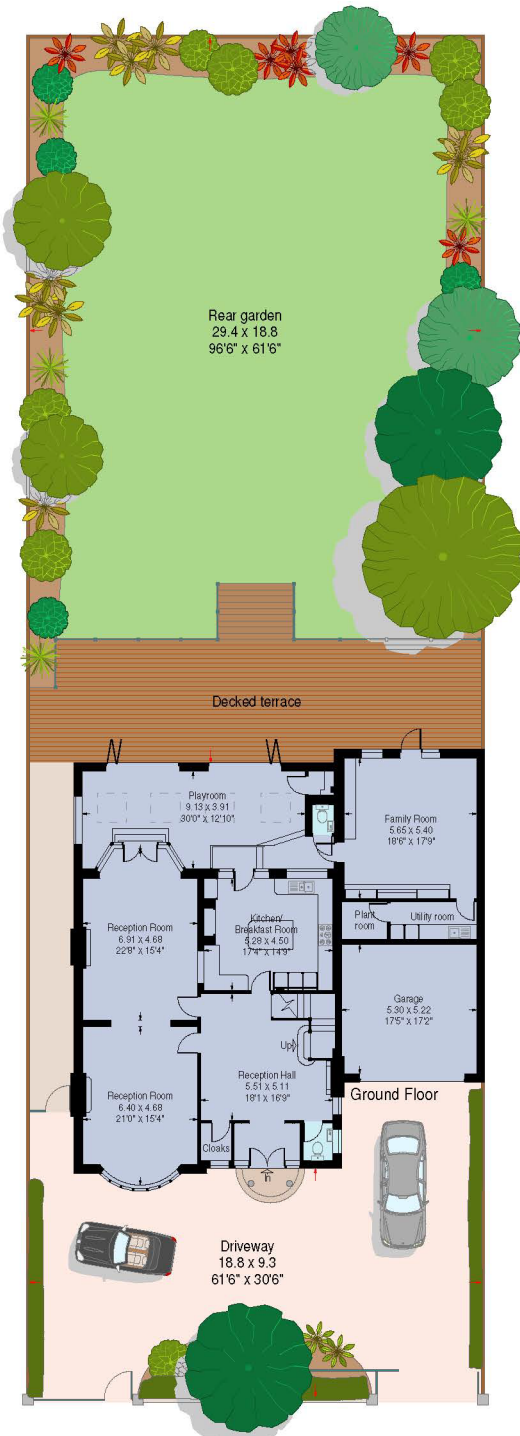 Rear garden
29.4 x 18.8
96'6" x 61'6"
Decked terrace
Playroom
9.13 x 3.91
30'0" x 12'10"
Family Room
5.65 x 5.40
18'6" x 17'9"
Reception Room
6.91 x 4.68
22'8" x 15'4"
Kitchen/
Breakfast Room
5.28 x 4.50
17'4" x 14'9"
Plant
room
Utility room
Garage
5.30 x 5.22
17'5" x 17'2"
Up
Reception Hall
5.51 x 5.11
18'1 x 16'9"
Reception Room
6.40 x 4.68
21'0" x 15'4"
Ground Floor
Cloaks
In
Driveway
18.8 x 9.3
61'6" x 30'6"